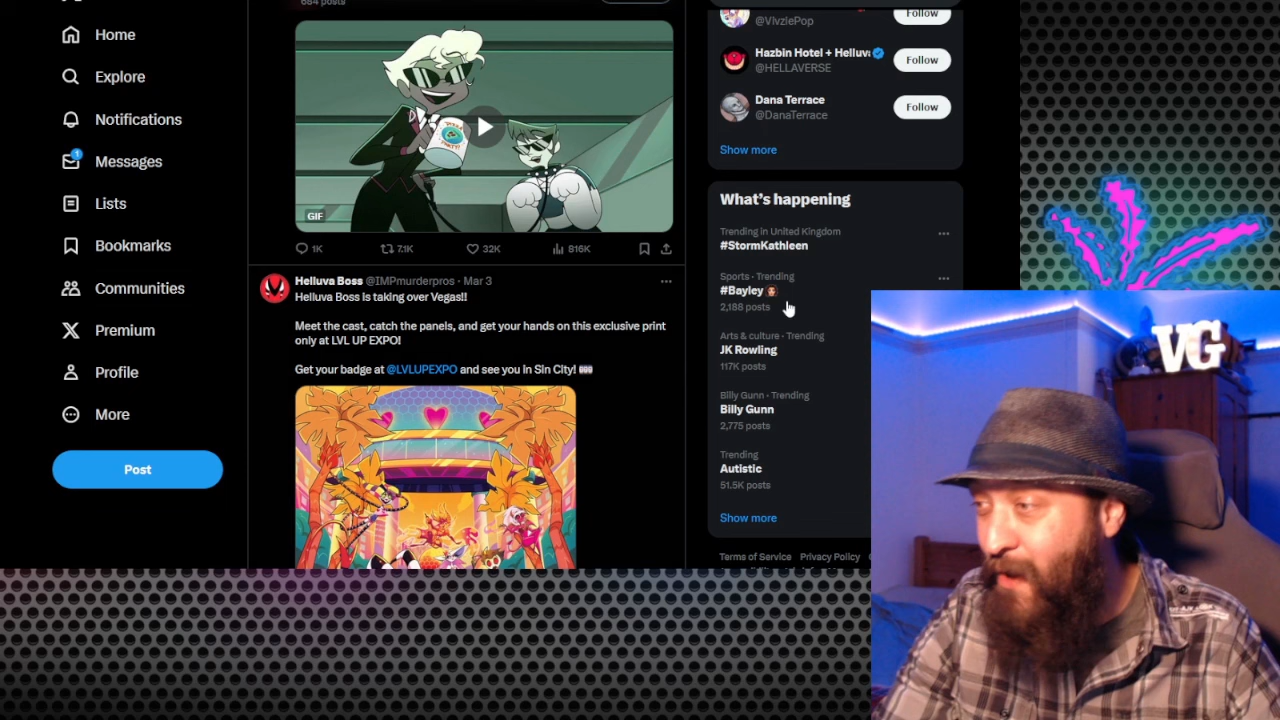 684 posts
Home
Explore
Notifications
1
Messages
Lists
Bookmarks
Communities
Premium
Profile
More
Post
GIF
1K
7.1K
32K
816K
Helluva Boss @IMPmurderpros · Mar 3
Helluva Boss is taking over Vegas!!
Meet the cast, catch the panels, and get your hands on this exclusive print
only at LVL UP EXPO!
Get your badge at @LVLUPEXPO and see you in Sin City!
@VivziePop
Follow
Hazbin Hotel + Helluva
@HELLAVERSE
Follow
Dana Terrace
@DanaTerrace
Follow
Show more
What's happening
Trending in United Kingdom
#StormKathleen
Sports · Trending
#Bayley
2,188 posts
Arts & culture · Trending
JK Rowling
117K posts
Billy Gunn · Trending
Billy Gunn
2,775 posts
Trending
Autistic
51.5K posts
Show more
Terms of Service Privacy Policy
VG